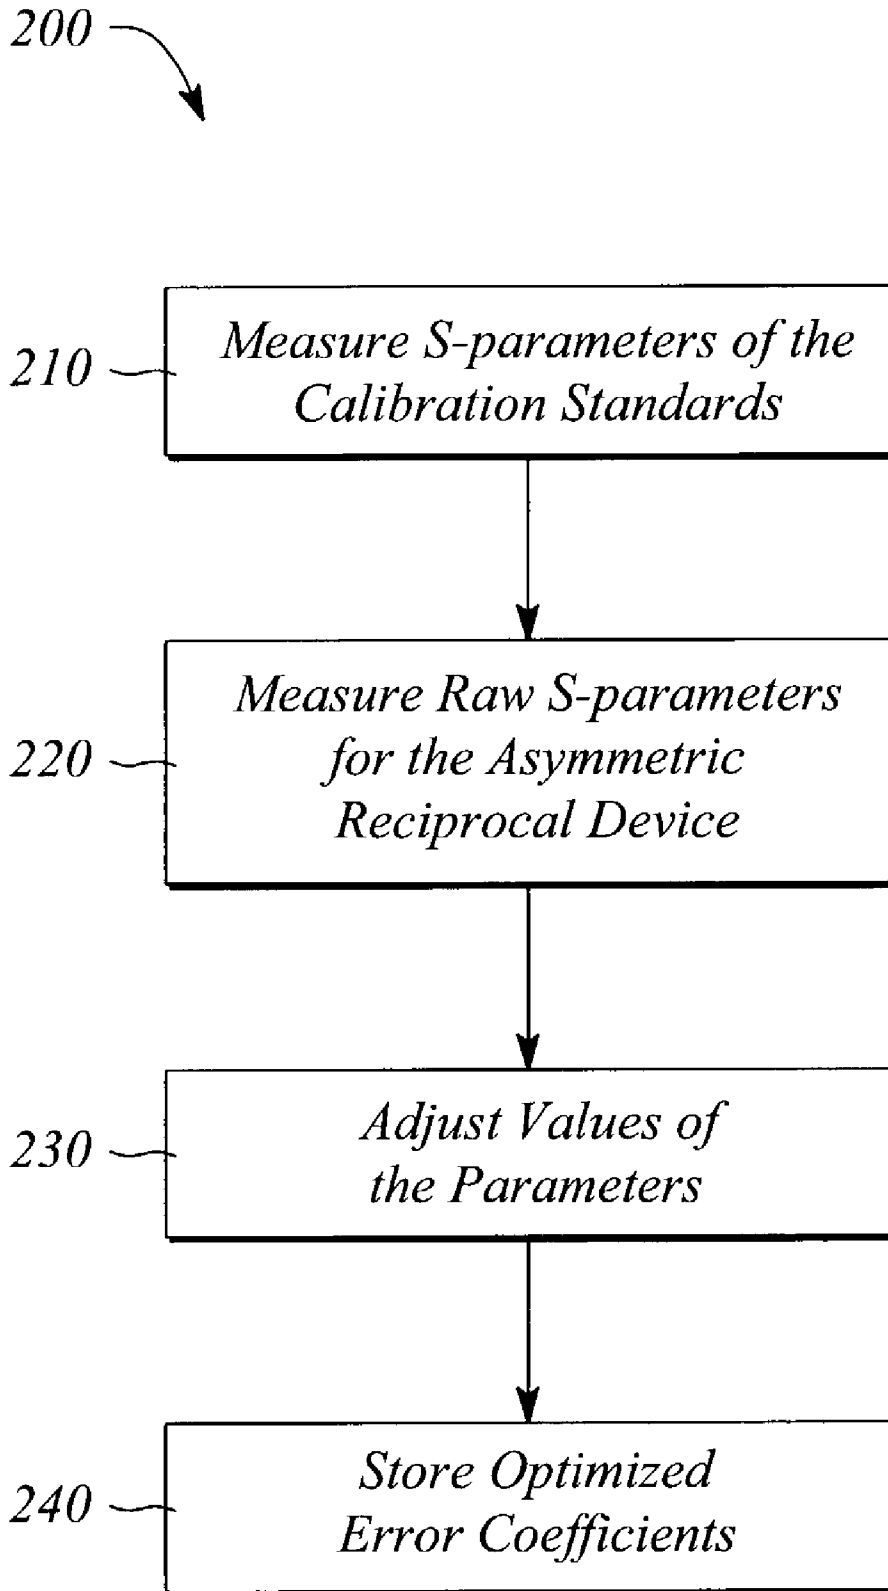 200
210
Measure S-parameters of the
Calibration Standards
220
Measure Raw S-parameters
for the Asymmetric
Reciprocal Device
230
Adjust Values of
the Parameters
240
Store Optimized
Error Coefficients